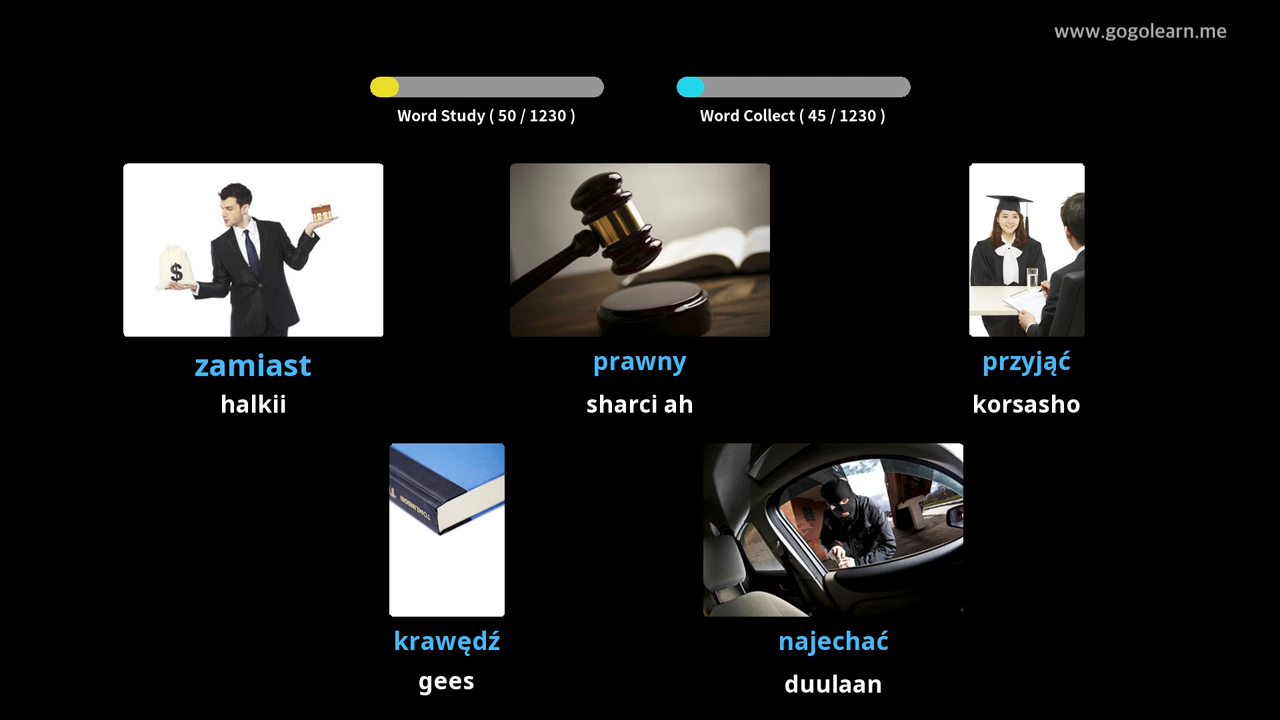 www.gogolearn.me
Word Study ( 50 / 1230 )
Word Collect ( 45 / 1230 )
$
zamiast
prawny
przyjąć
halkii
sharci ah
korsasho
TOMLINSON
krawędź
najechać
gees
duulaan